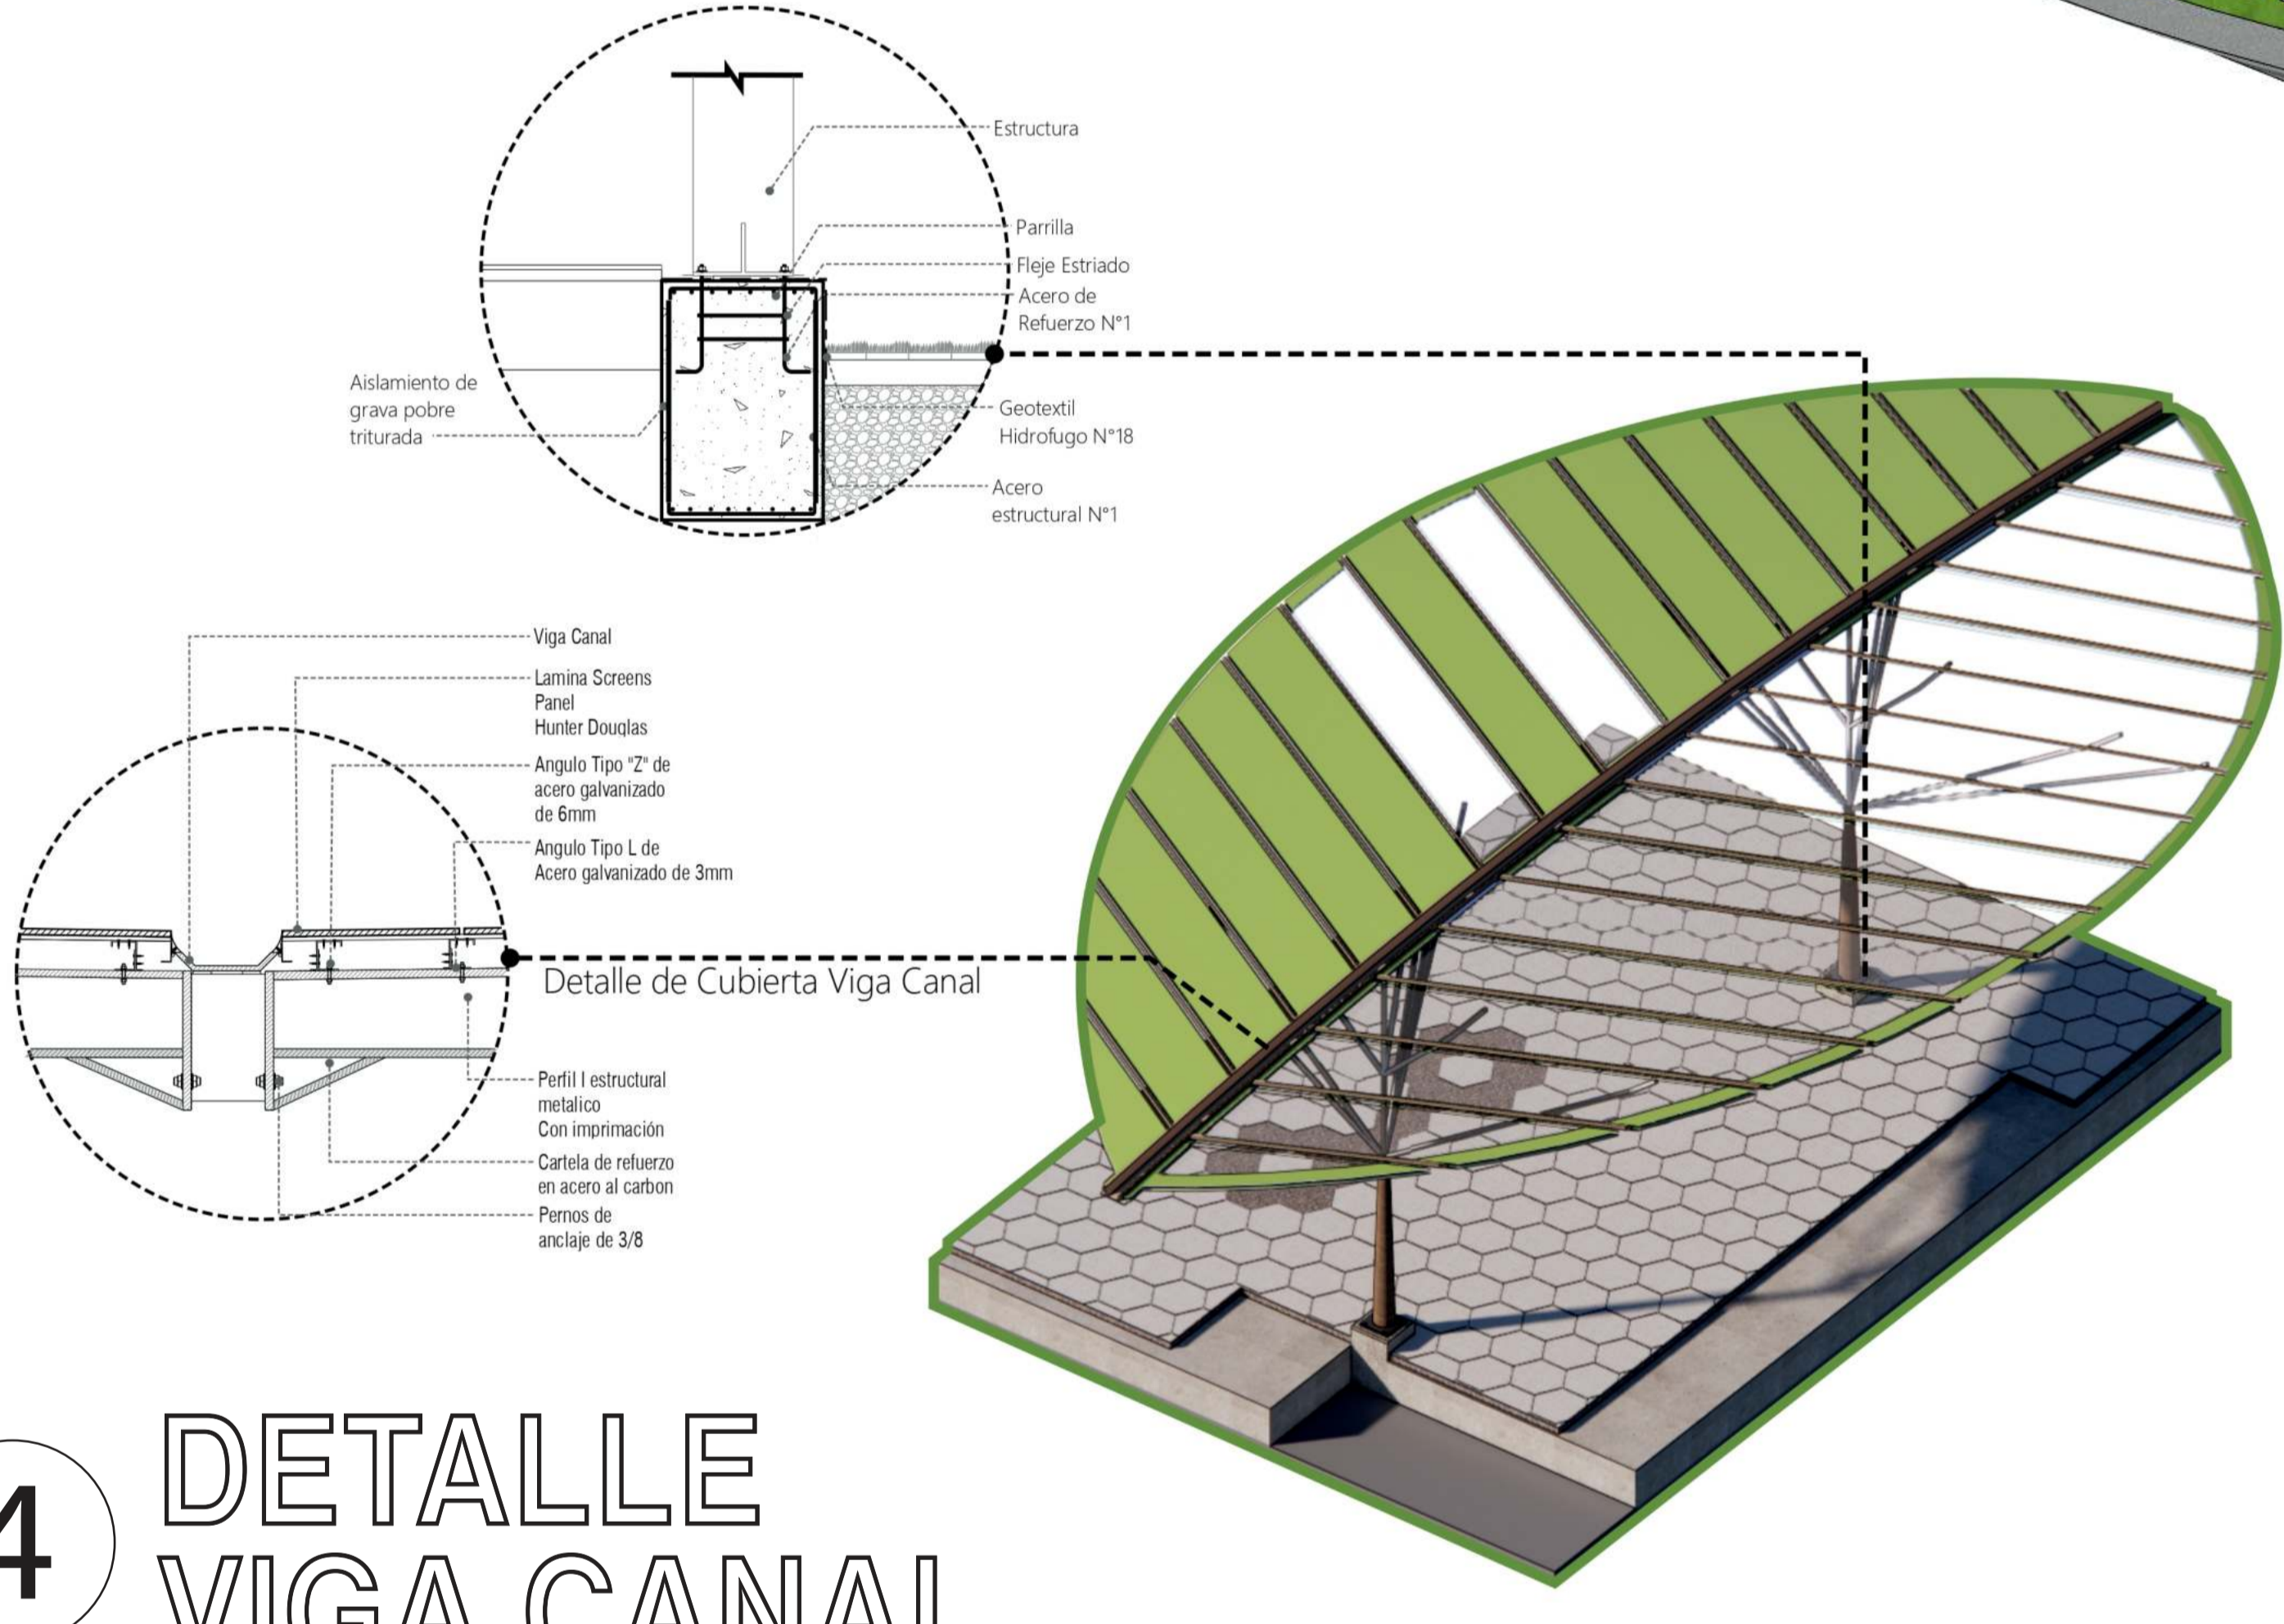 Estructura
Parrilla
Fleje Estriado
Acero de
Refuerzo N°1
Aislamiento de
grava pobre
triturada
Geotextil
Hidrofugo N°18
Acero
estructural N°1
Viga Canal
Lamina Screens
Panel
Hunter Douglas
Angulo Tipo "Z" de
acero galvanizado
de 6mm
Angulo Tipo L de
Acero galvanizado de 3mm
Detalle de Cubierta Viga Canal
Perfil I estructural
metalico
Con imprimación
Cartela de refuerzo
en acero al carbon
Pernos de
anclaje de 3/8
4
DETALLE
VIGA CANAL